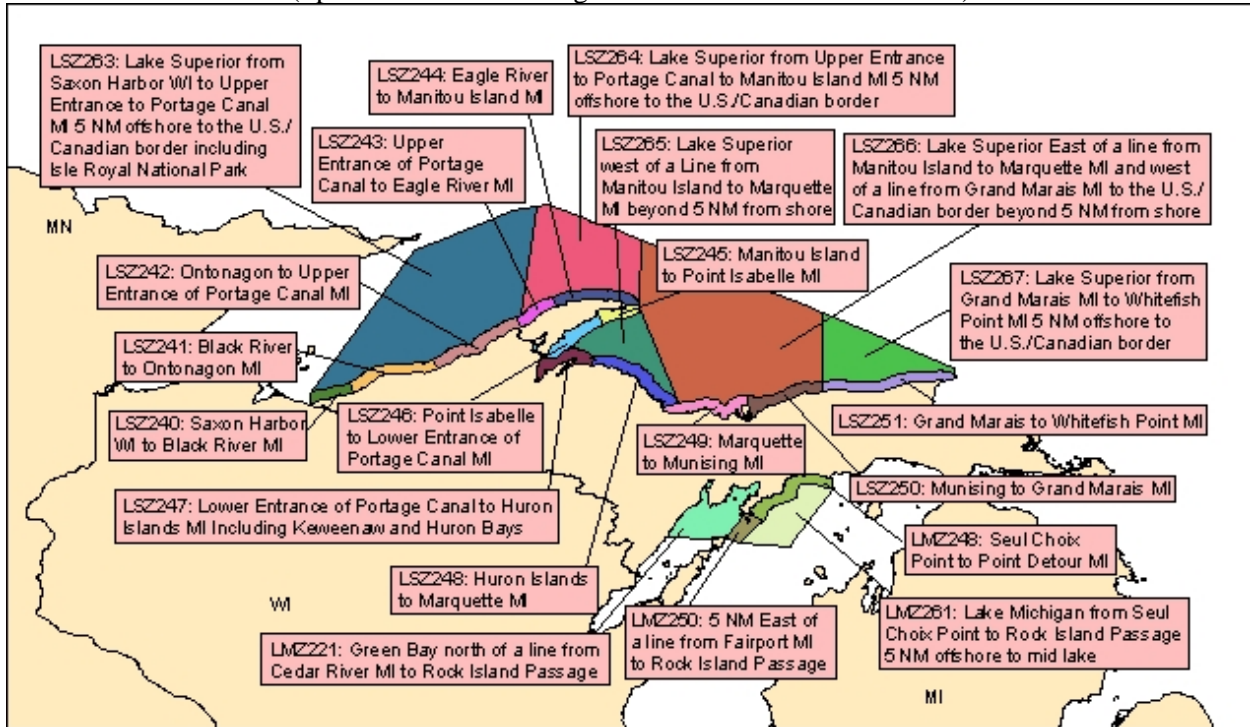 LSZ263: Lake Superior from
Saxon Harbor WI to Upper
Entrance to Portage Canal
MI 5 NM offshore to the U.S./
Canadian border including
Isle Royal National Park
LSZ244: Eagle River
to Manitou Island MI
LSZ264: Lake Superior from Upper Entrance
to Portage Canal to Manitou Island MI 5 NM
offshore to the U.S./Canadian border
LSZ243: Upper
Entrance of Portage
Canal to Eagle River MI
LSZ265: Lake Superior
west of a Line from
Manitou Island to Marquette
MI beyond 5 NM from shore
LSZ266: Lake Superior East of a line from
Manitou Island to Marquette MI and west
of a line from Grand Marais MI to the U.S./
Canadian border beyond 5 NM from shore
MN
LSZ242: Ontonagon to Upper
Entrance of Portage Canal MI
LSZ245: Manitou Island
to Point Isabelle MI
LSZ267: Lake Superior from
Grand Marais MI to Whitefish
Point MI 5 NM offshore to
the U.S./Canadian border
LSZ241: Black River
to Ontonagon MI
LSZ240: Saxon Harbor
WI to Black River MI
LSZ246: Point Isabelle
to Lower Entrance of
Portage Canal MI
LSZ249: Marquette
to Munising MI
LSZ251: Grand Marais to Whitefish Point MI
LSZ247: Lower Entrance of Portage Canal to Huron
Islands MI Including Keweenaw and Huron Bays
LSZ250: Munising to Grand Marais MI
LMZ248: Seul Choix
Point to Point Detour MI
LSZ248: Huron Islands
to Marquette MI
WI
LMZ221: Green Bay north of a line from
Cedar River MI to Rock Island Passage
LMZ250: 5 NM East of
a line from Fairport MI
to Rock Island Passage
LMZ261: Lake Michigan from Seul
Choix Point to Rock Island Passage
5 NM offshore to mid lake
MI